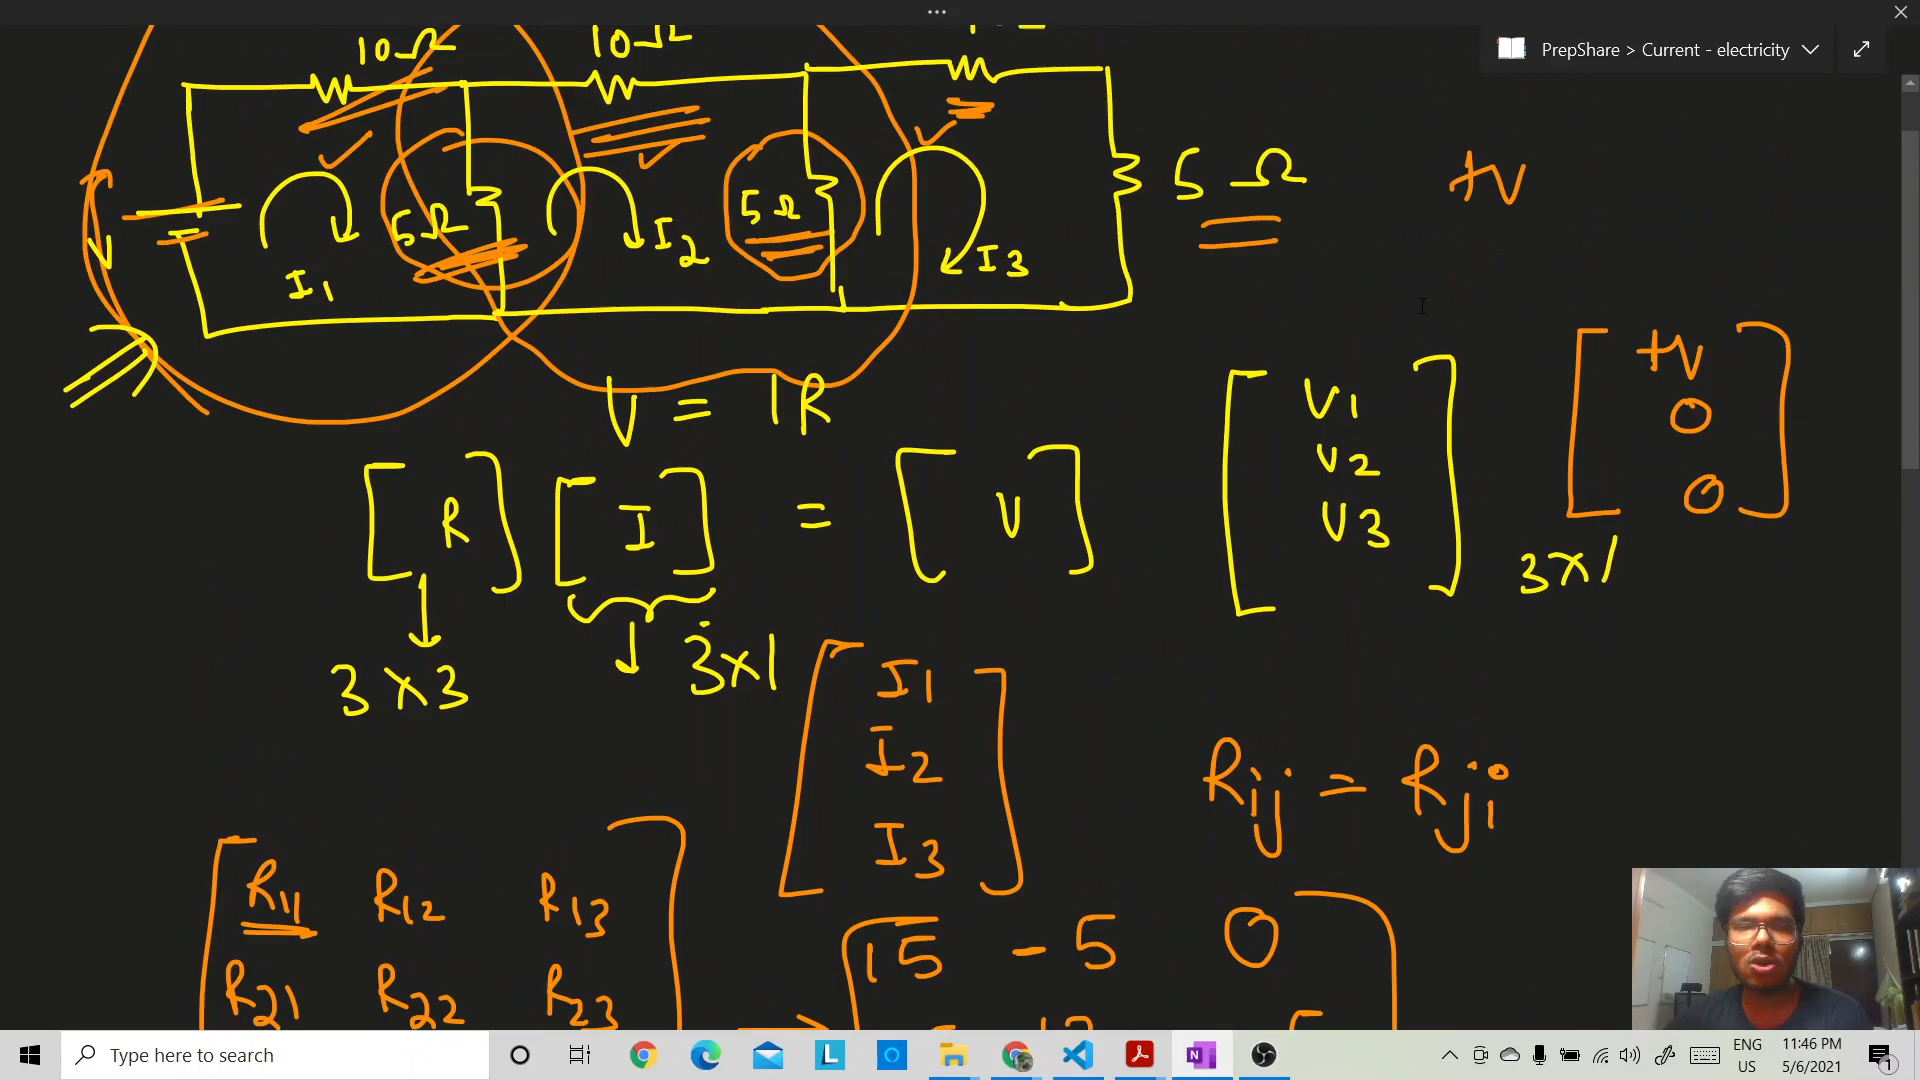 PrepShare > Current - electricity
10Ω 10Ω
5Ω 5Ω 5Ω
I1 I2 I3
V
+V
V = IR
[R] [I] = [V]
3x3 3x1
V1
V2
V3
3x1
+V
0
0
I1
I2
I3
Rij = Rji
R11 R12 R13
R21 R22 R23
15 -5 0
Type here to search
L
ENG
US
11:46 PM
5/6/2021
1